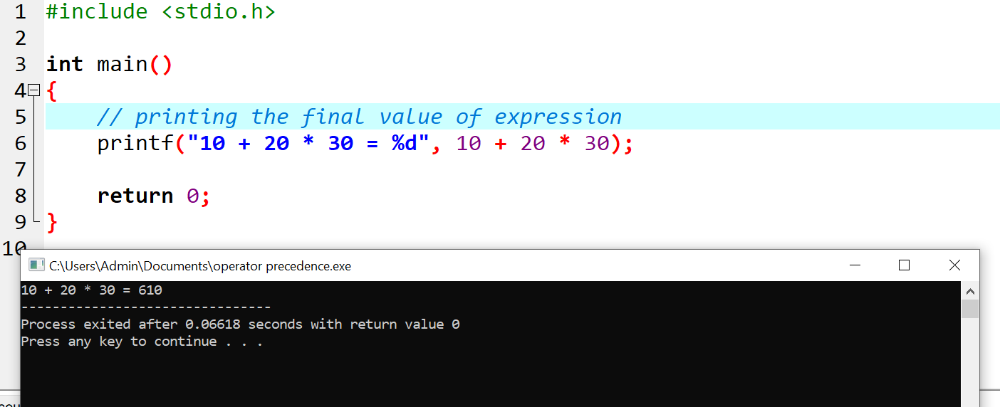 1 #include <stdio.h>
2
3 int main()
4 {
5 // printing the final value of expression
6 printf("10 + 20 * 30 = %d", 10 + 20 * 30);
7
8 return 0;
9 }
10
C:\Users\Admin\Documents\operator precedence.exe
10 + 20 * 30 = 610
--------------------------------
Process exited after 0.06618 seconds with return value 0
Press any key to continue . . .